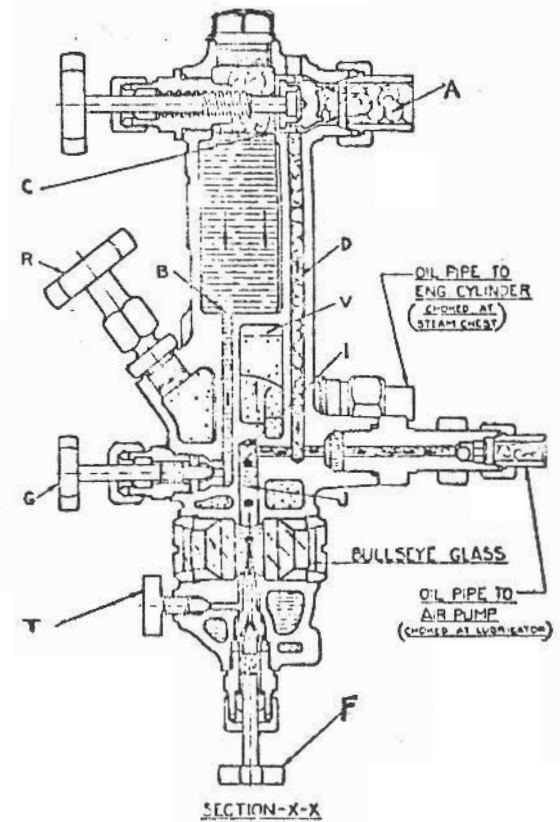 A
C
R
B
D
V
I
OIL PIPE TO
ENG CYLINDER
(CHOKED AT
STEAM CHEST)
G
J
BULLSEYE GLASS
T
OIL PIPE TO
AIR PUMP
(CHOKED AT LUBRICATOR)
F
SECTION-X-X